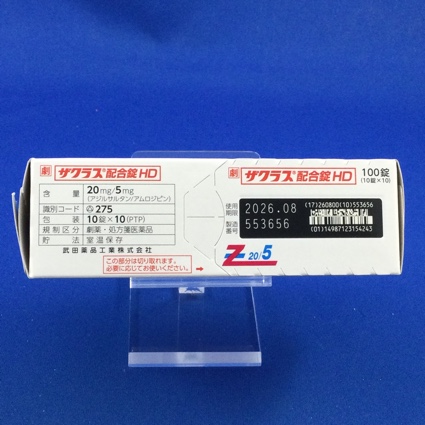 劇 ザクラス®配合錠HD
含量 20mg/5mg
(アジルサルタン/アムロジピン)
識別コード 275
包装 10錠×10(PTP)
規制区分 劇薬・処方箋医薬品
貯法 室温保存
武田薬品工業株式会社
この部分は切り取れます。
必要に応じてお使いください。
劇 ザクラス®配合錠HD
100錠
(10錠×10)
使用期限 2026.08
製造番号 553656
(17)260800(10)553656
(01)14987123154243
Z 20/5